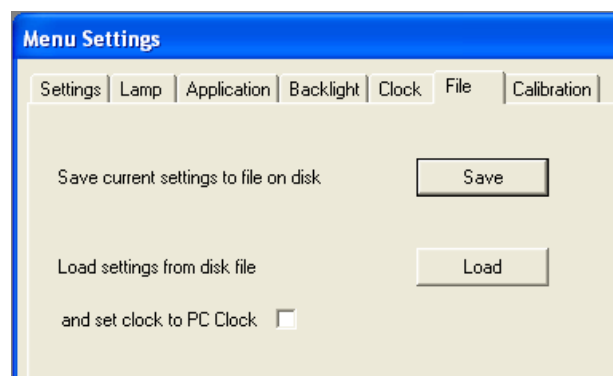 Menu Settings
Settings Lamp Application Backlight Clock File Calibration
Save current settings to file on disk Save
Load settings from disk file Load
and set clock to PC Clock